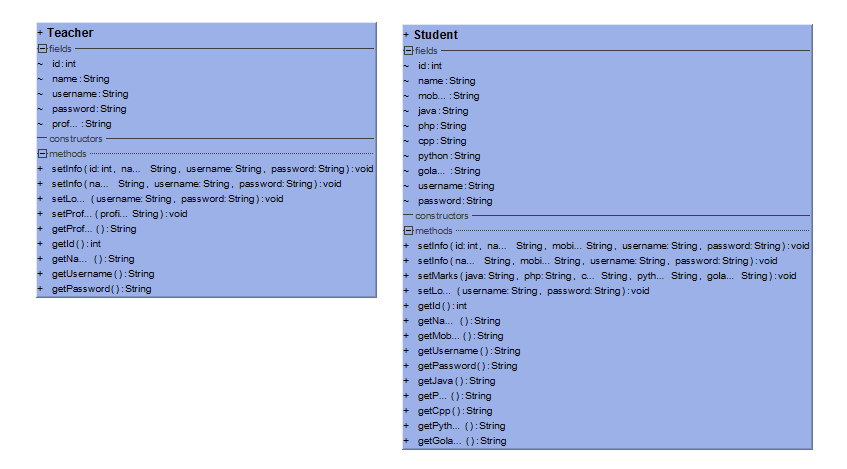 + Teacher
fields
~ id : int
~ name : String
~ username : String
~ password : String
~ prof... : String
constructors
methods
+ setInfo ( id: int , na... String , username: String , password: String ) : void
+ setInfo ( na... String , username: String , password: String ) : void
+ setLo... ( username: String , password: String ) : void
+ setProf... ( profi... String ) : void
+ getProf... ( ) : String
+ getId ( ) : int
+ getNa... ( ) : String
+ getUsername ( ) : String
+ getPassword ( ) : String
+ Student
fields
~ id : int
~ name : String
~ mob... : String
~ java : String
~ php : String
~ cpp : String
~ python : String
~ gola... : String
~ username : String
~ password : String
constructors
methods
+ setInfo ( id: int , na... String , mobi... String , username: String , password: String ) : void
+ setInfo ( na... String , mobi... String , username: String , password: String ) : void
+ setMarks ( java: String , php: String , c... String , pyth... String , gola... String ) : void
+ setLo... ( username: String , password: String ) : void
+ getId ( ) : int
+ getNa... ( ) : String
+ getMob... ( ) : String
+ getUsername ( ) : String
+ getPassword ( ) : String
+ getJava ( ) : String
+ getP... ( ) : String
+ getCpp ( ) : String
+ getPyth... ( ) : String
+ getGola... ( ) : String